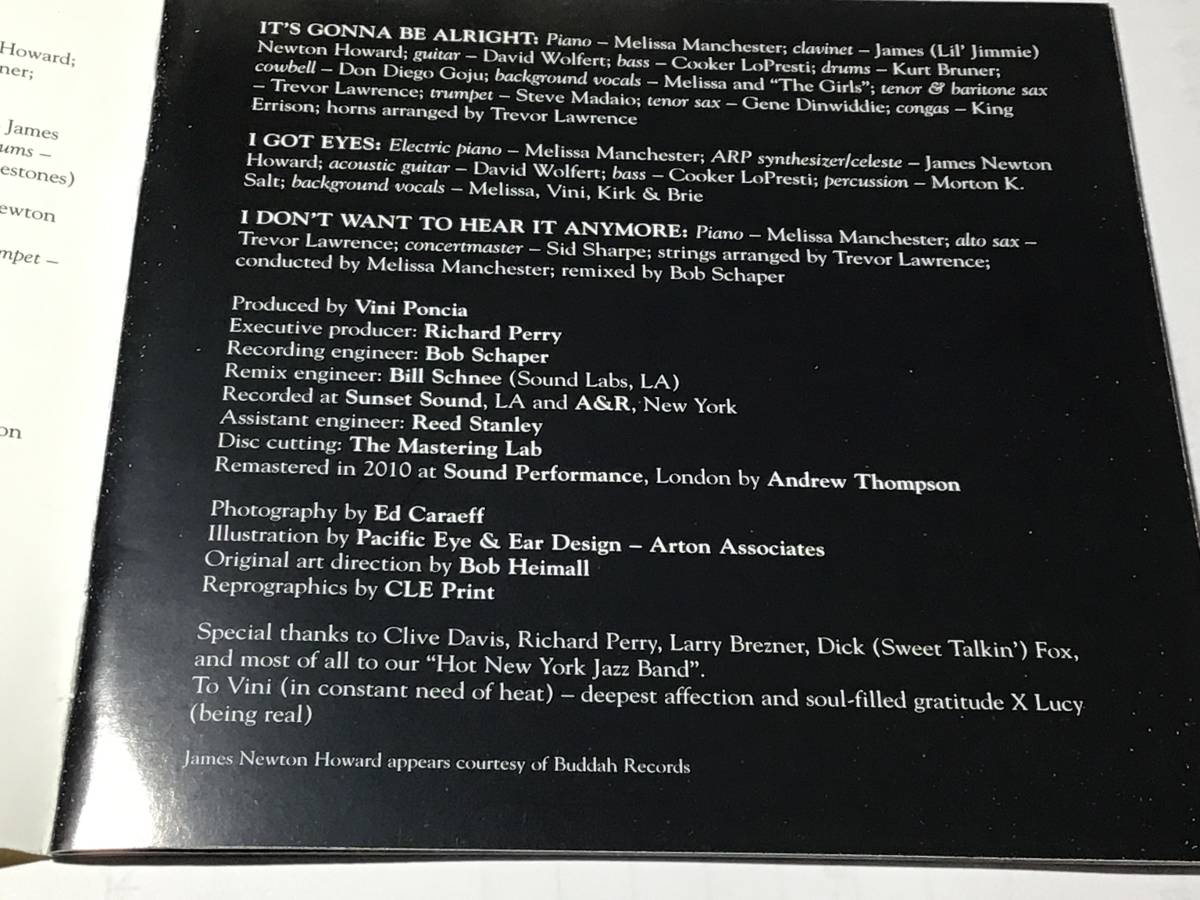 Howard;
ner;
James
ums –
estones)
ewton
mpet –
on
IT'S GONNA BE ALRIGHT: Piano – Melissa Manchester; clavinet – James (Lil' Jimmie)
Newton Howard; guitar – David Wolfert; bass – Cooker LoPresti; drums – Kurt Bruner;
cowbell – Don Diego Goju; background vocals – Melissa and “The Girls”; tenor & baritone sax
– Trevor Lawrence; trumpet – Steve Madaio; tenor sax – Gene Dinwiddie; congas – King
Errison; horns arranged by Trevor Lawrence
I GOT EYES: Electric piano – Melissa Manchester; ARP synthesizer/celeste – James Newton
Howard; acoustic guitar – David Wolfert; bass – Cooker LoPresti; percussion – Morton K.
Salt; background vocals – Melissa, Vini, Kirk & Brie
I DON'T WANT TO HEAR IT ANYMORE: Piano – Melissa Manchester; alto sax –
Trevor Lawrence; concertmaster – Sid Sharpe; strings arranged by Trevor Lawrence;
conducted by Melissa Manchester; remixed by Bob Schaper
Produced by Vini Poncia
Executive producer: Richard Perry
Recording engineer: Bob Schaper
Remix engineer: Bill Schnee (Sound Labs, LA)
Recorded at Sunset Sound, LA and A&R, New York
Assistant engineer: Reed Stanley
Disc cutting: The Mastering Lab
Remastered in 2010 at Sound Performance, London by Andrew Thompson
Photography by Ed Caraeff
Illustration by Pacific Eye & Ear Design – Arton Associates
Original art direction by Bob Heimall
Reprographics by CLE Print
Special thanks to Clive Davis, Richard Perry, Larry Brezner, Dick (Sweet Talkin') Fox,
and most of all to our “Hot New York Jazz Band”.
To Vini (in constant need of heat) – deepest affection and soul-filled gratitude X Lucy
(being real)
James Newton Howard appears courtesy of Buddah Records